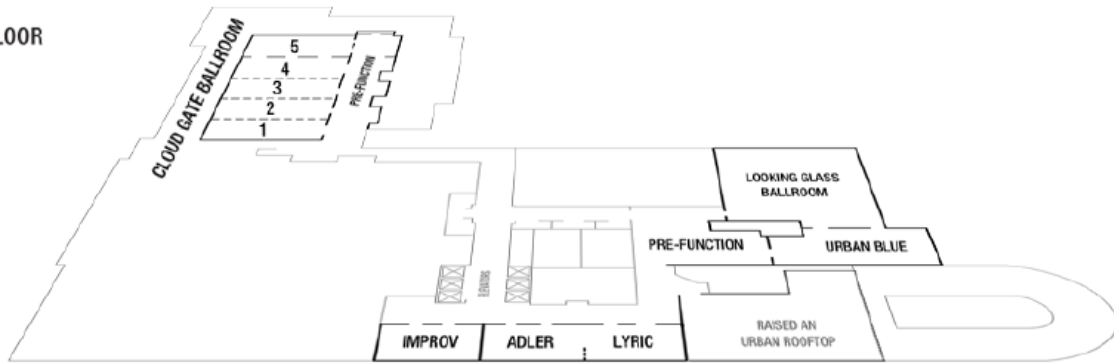 LOOR
CLOUD GATE BALLROOM
5
4
3
2
1
PRE-FUNCTION
LOOKING GLASS
BALLROOM
PRE-FUNCTION
URBAN BLUE
ELEVATORS
IMPROV
ADLER
LYRIC
RAISED AN
URBAN ROOFTOP